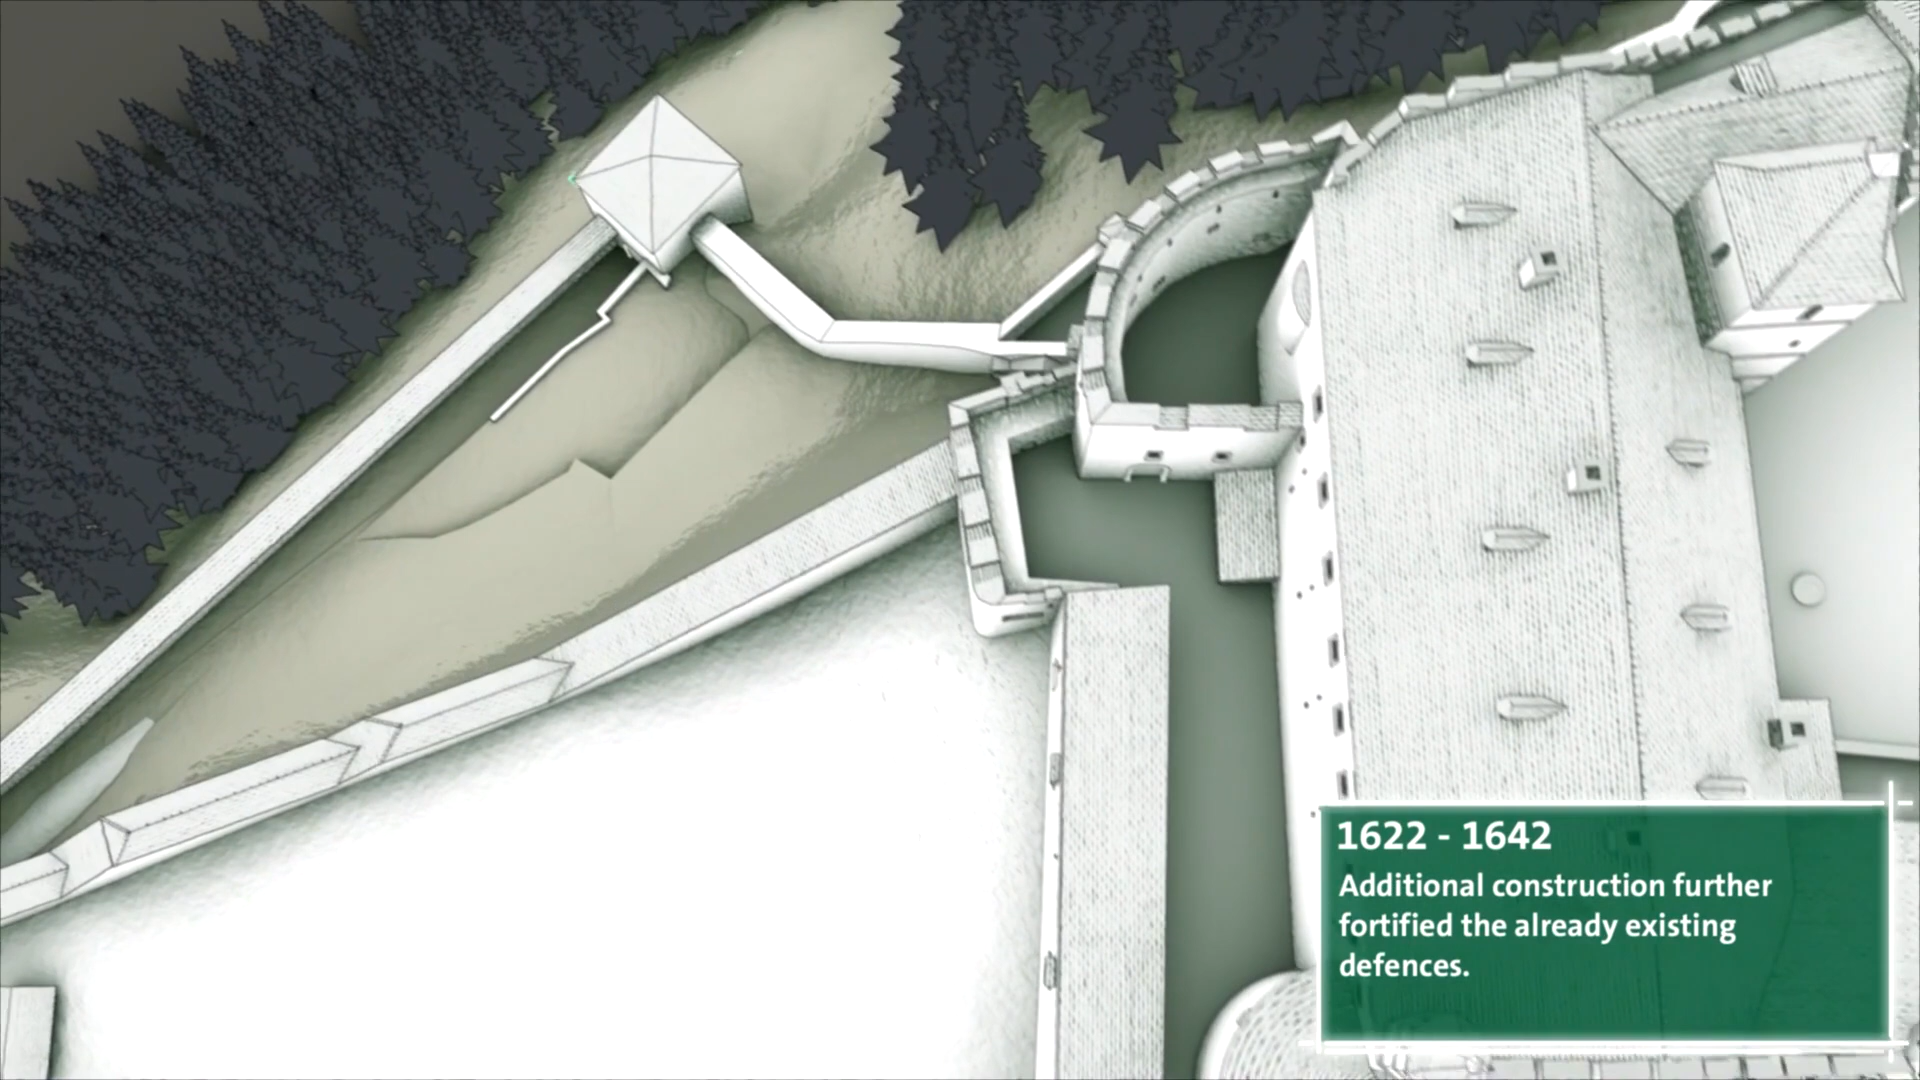 1622 - 1642
Additional construction further
fortified the already existing
defences.